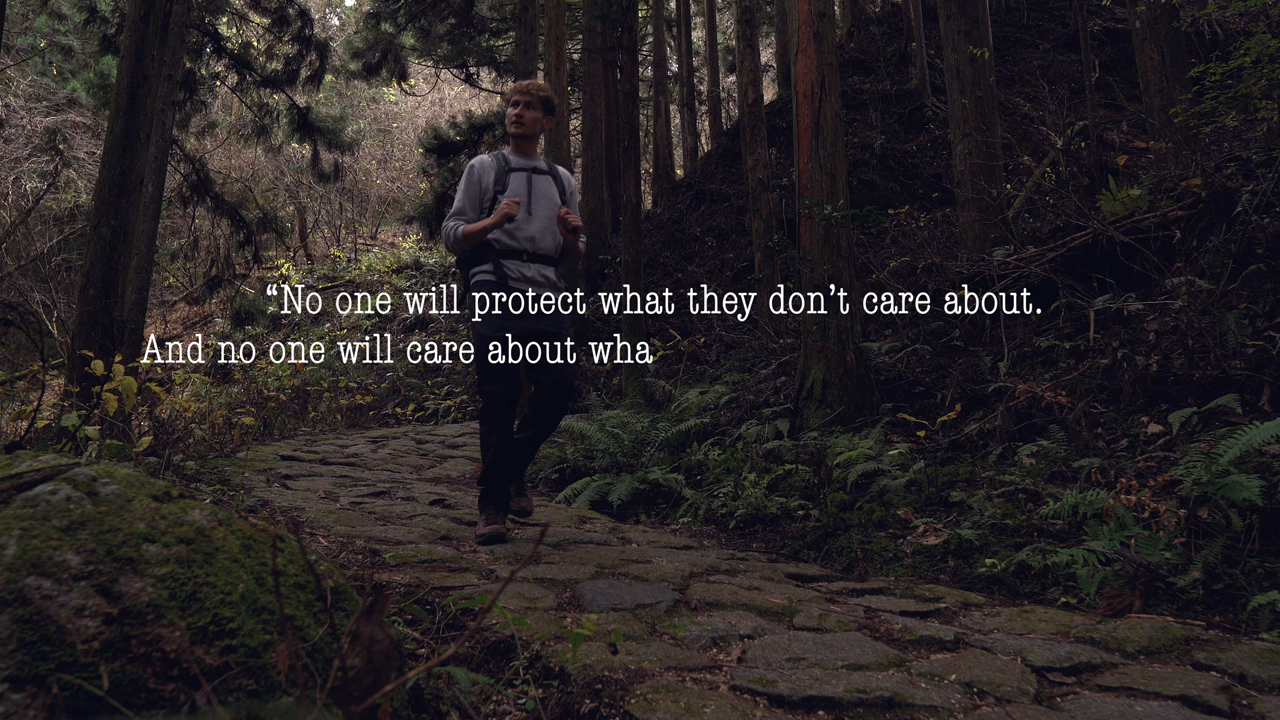 “No one will protect what they don’t care about.
And no one will care about wha